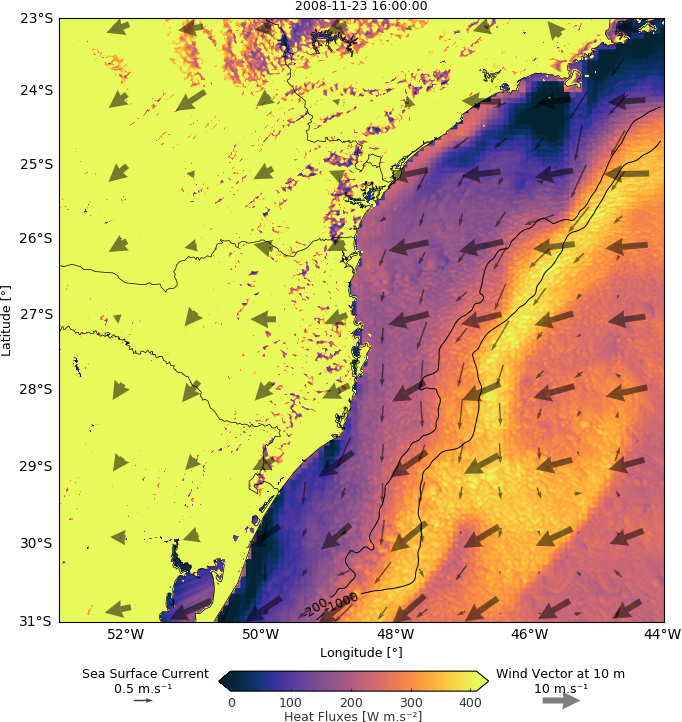 2008-11-23 16:00:00
23°S
24°S
25°S
26°S
27°S
28°S
29°S
30°S
31°S
Latitude [°]
-200
-1000
52°W 50°W 48°W 46°W 44°W
Longitude [°]
Sea Surface Current
0.5 m.s⁻¹
0 100 200 300 400
Heat Fluxes [W m.s⁻²]
Wind Vector at 10 m
10 m.s⁻¹